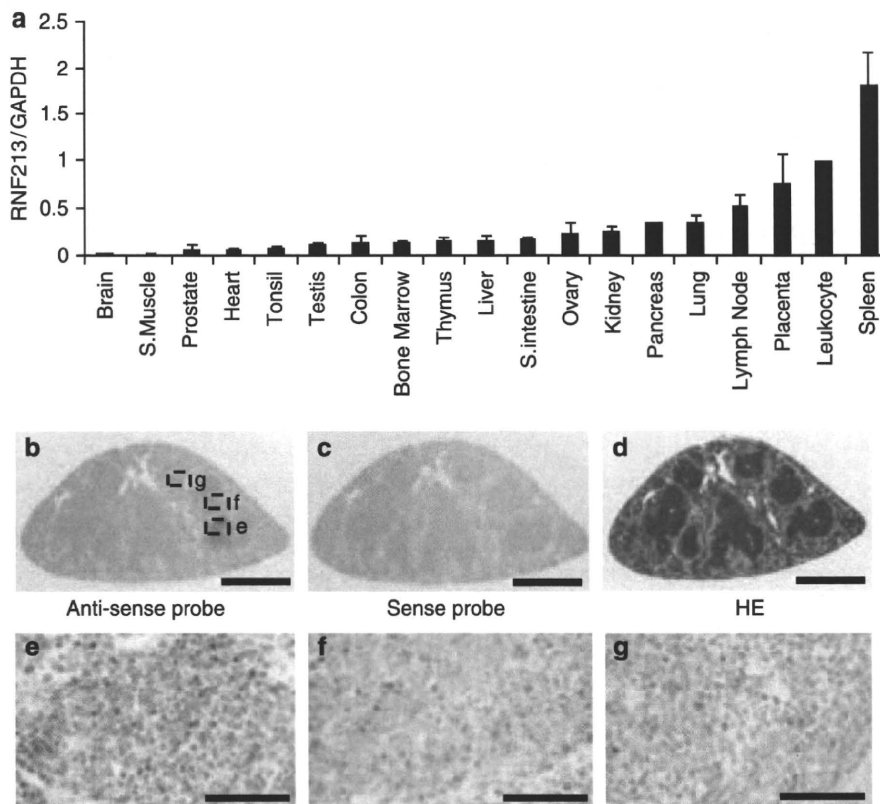 a
RNF213/GAPDH
2.5
2
1.5
1
0.5
0
Brain
S.Muscle
Prostate
Heart
Tonsil
Testis
Colon
Bone Marrow
Thymus
Liver
S.intestine
Ovary
Kidney
Pancreas
Lung
Lymph Node
Placenta
Leukocyte
Spleen
b
g
f
e
c
d
Anti-sense probe
Sense probe
HE
e
f
g